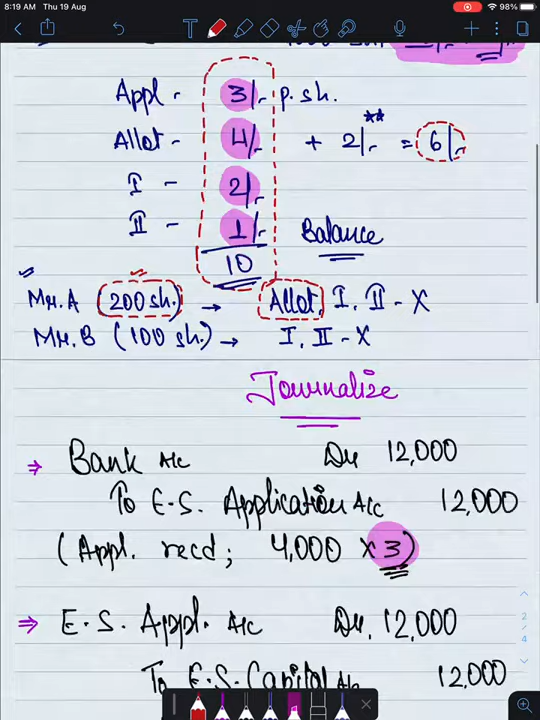 8:19 AM Thu 19 Aug 98%
Appl - 3/- p.sh.
Allot - 4/- + 2/-** = 6/-
I - 2/-
II - 1/- Balance
10
Mr. A (200 sh.) → Allot, I, II - X
Mr. B (100 sh.) → I, II - X
Journalize
⇒ Bank A/c Dr 12,000
To E.S. Application A/c 12,000
(Appl. recd; 4,000 x 3)
⇒ E.S. Appl. A/c Dr. 12,000
To E.S. Capital A/c 12,000
2
4